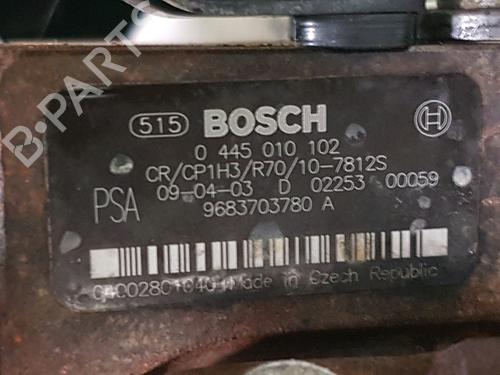 515 BOSCH
0 445 010 102
CR/CP1H3/R70/10-7812S
09-04-03 D 02253 00059
PSA 9683703780 A
Made in Czech Republic
B-PARTS